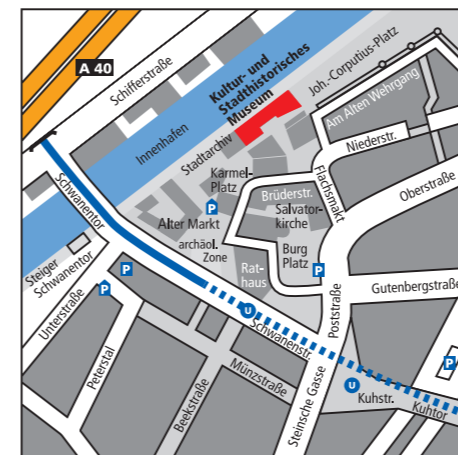 A 40
Schifferstraße
Innenhafen
Kultur- und
Stadthistorisches
Museum
Stadtarchiv
Joh.-Corputius-Platz
Am Alten Wehrgang
Niederstr.
Flachsmakt
Oberstraße
Karmel-
Platz
P
Brüderstr.
Salvator-
kirche
Alter Markt
archäol.
Zone
Burg
Platz
P
Rat-
haus
Schwanentor
Steiger
Schwanentor
P
P
Unterstraße
Peterstal
U
Schwanenstr.
Poststraße
Gutenbergstraße
Münzstraße
Beekstraße
Steinsche Gasse
U
Kuhstr.
P
Kuhtor